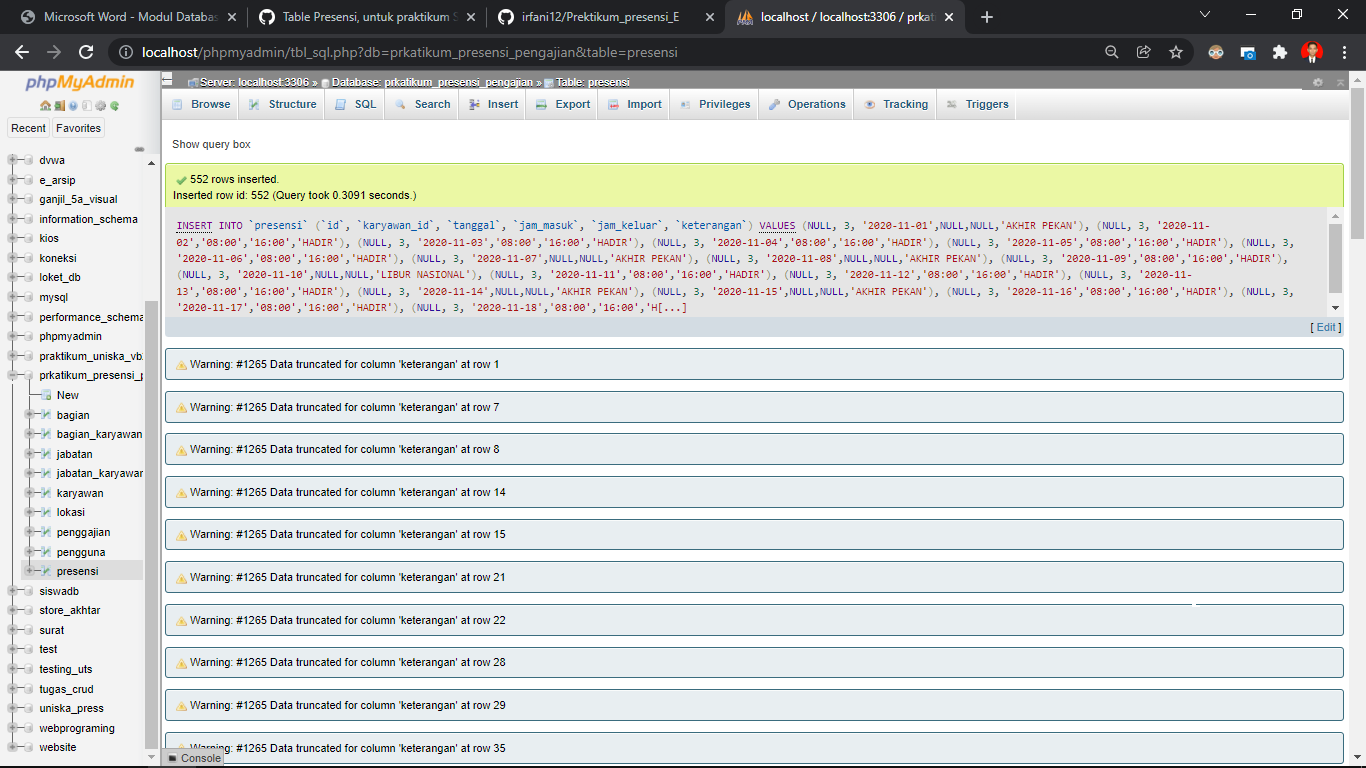 Microsoft Word - Modul Databas
Table Presensi, untuk praktikum S
irfani12/Prektikum_presensi_E
localhost / localhost:3306 / prkati
localhost/phpmyadmin/tbl_sql.php?db=prkatikum_presensi_pengajian&table=presensi
phpMyAdmin
Recent
Favorites
dvwa
e_arsip
ganjil_5a_visual
information_schema
kios
koneksi
loket_db
mysql
performance_schema
phpmyadmin
praktikum_uniska_vb
prkatikum_presensi_p
New
bagian
bagian_karyawan
jabatan
jabatan_karyawan
karyawan
lokasi
penggajian
pengguna
presensi
siswadb
store_akhtar
surat
test
testing_uts
tugas_crud
uniska_press
webprograming
website
Server: localhost:3306 » Database: prkatikum_presensi_pengajian » Table: presensi
Browse Structure SQL Search Insert Export Import Privileges Operations Tracking Triggers
Show query box
552 rows inserted.
Inserted row id: 552 (Query took 0.3091 seconds.)
INSERT INTO `presensi` (`id`, `karyawan_id`, `tanggal`, `jam_masuk`, `jam_keluar`, `keterangan`) VALUES (NULL, 3, '2020-11-01',NULL,NULL,'AKHIR PEKAN'), (NULL, 3, '2020-11-
02','08:00','16:00','HADIR'), (NULL, 3, '2020-11-03','08:00','16:00','HADIR'), (NULL, 3, '2020-11-04','08:00','16:00','HADIR'), (NULL, 3, '2020-11-05','08:00','16:00','HADIR'), (NULL, 3,
'2020-11-06','08:00','16:00','HADIR'), (NULL, 3, '2020-11-07',NULL,NULL,'AKHIR PEKAN'), (NULL, 3, '2020-11-08',NULL,NULL,'AKHIR PEKAN'), (NULL, 3, '2020-11-09','08:00','16:00','HADIR'),
(NULL, 3, '2020-11-10',NULL,NULL,'LIBUR NASIONAL'), (NULL, 3, '2020-11-11','08:00','16:00','HADIR'), (NULL, 3, '2020-11-12','08:00','16:00','HADIR'), (NULL, 3, '2020-11-
13','08:00','16:00','HADIR'), (NULL, 3, '2020-11-14',NULL,NULL,'AKHIR PEKAN'), (NULL, 3, '2020-11-15',NULL,NULL,'AKHIR PEKAN'), (NULL, 3, '2020-11-16','08:00','16:00','HADIR'), (NULL, 3,
'2020-11-17','08:00','16:00','HADIR'), (NULL, 3, '2020-11-18','08:00','16:00','H[...]
[ Edit ]
Warning: #1265 Data truncated for column 'keterangan' at row 1
Warning: #1265 Data truncated for column 'keterangan' at row 7
Warning: #1265 Data truncated for column 'keterangan' at row 8
Warning: #1265 Data truncated for column 'keterangan' at row 14
Warning: #1265 Data truncated for column 'keterangan' at row 15
Warning: #1265 Data truncated for column 'keterangan' at row 21
Warning: #1265 Data truncated for column 'keterangan' at row 22
Warning: #1265 Data truncated for column 'keterangan' at row 28
Warning: #1265 Data truncated for column 'keterangan' at row 29
Warning: #1265 Data truncated for column 'keterangan' at row 35
Console